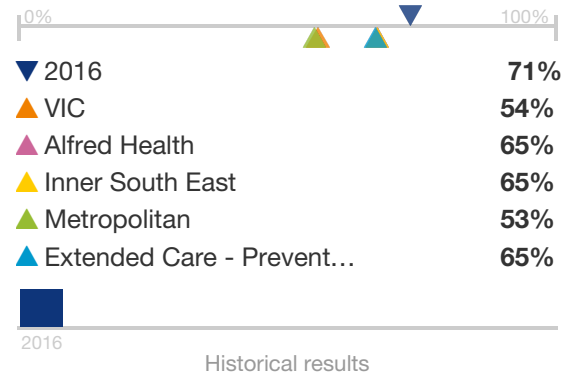 0% 100%
2016 71%
VIC 54%
Alfred Health 65%
Inner South East 65%
Metropolitan 53%
Extended Care - Prevent… 65%
2016
Historical results